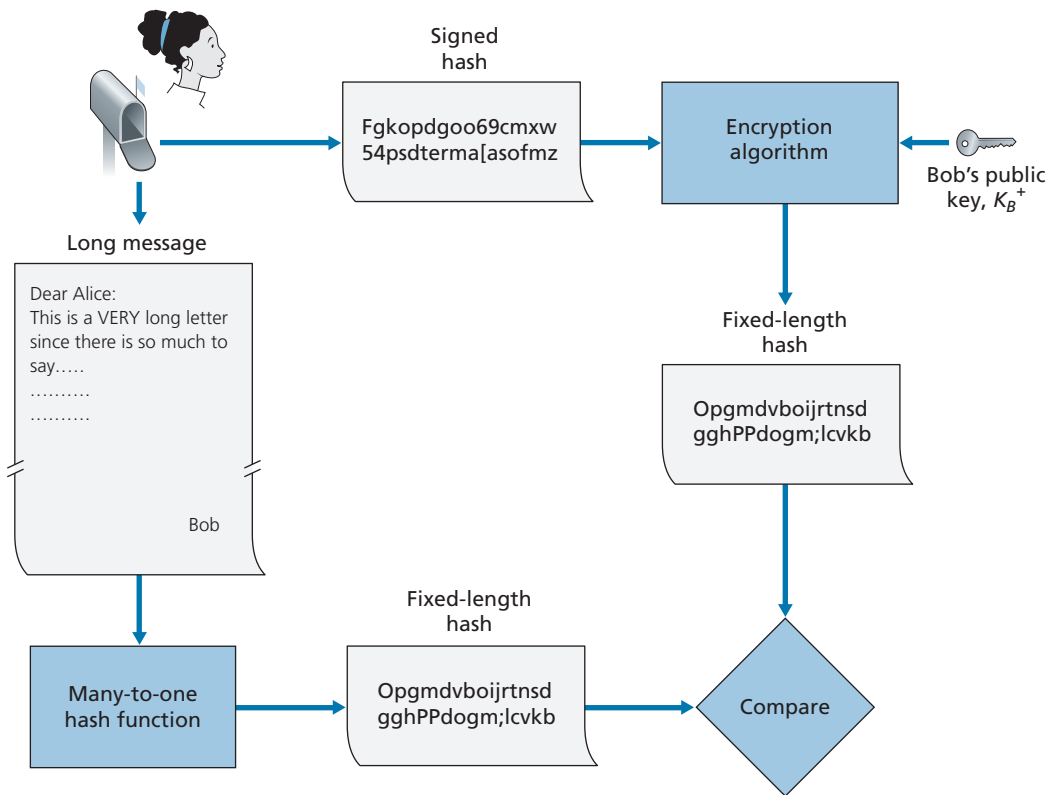 Signed
hash
Fgkopdgoo69cmxw
54psdterma[asofmz
Encryption
algorithm
Bob's public
key, K_B^+
Long message
Dear Alice:
This is a VERY long letter
since there is so much to
say.....
..........
..........
Bob
Fixed-length
hash
Opgmdvboijrtnsd
gghPPdogm;lcvkb
Many-to-one
hash function
Fixed-length
hash
Opgmdvboijrtnsd
gghPPdogm;lcvkb
Compare